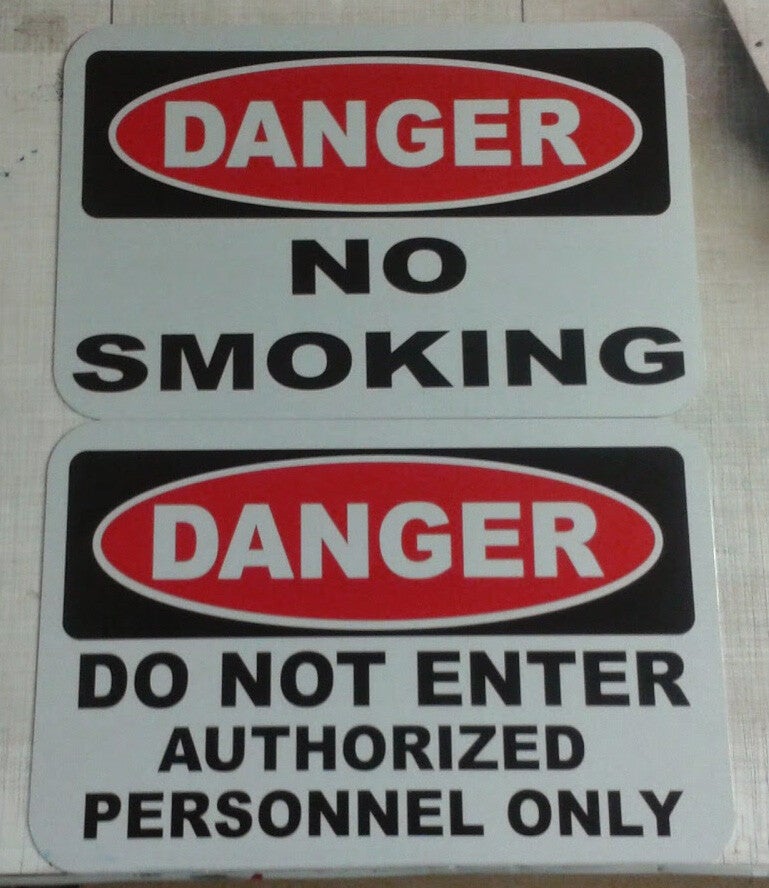 DANGER
NO
SMOKING
DANGER
DO NOT ENTER
AUTHORIZED
PERSONNEL ONLY